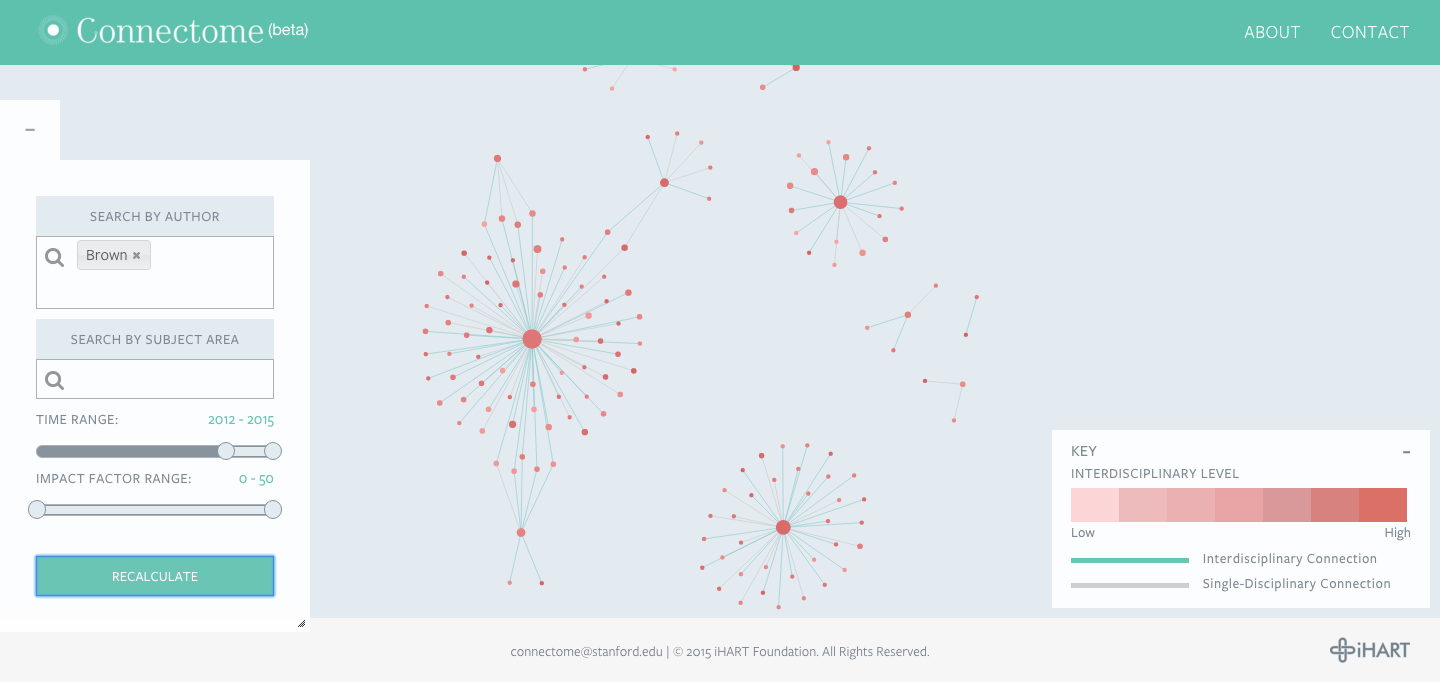 Connectome (beta)
ABOUT CONTACT
–
SEARCH BY AUTHOR
Brown ×
SEARCH BY SUBJECT AREA
TIME RANGE: 2012 - 2015
IMPACT FACTOR RANGE: 0 - 50
RECALCULATE
KEY –
INTERDISCIPLINARY LEVEL
Low High
Interdisciplinary Connection
Single-Disciplinary Connection
connectome@stanford.edu | © 2015 iHART Foundation. All Rights Reserved.
iHART